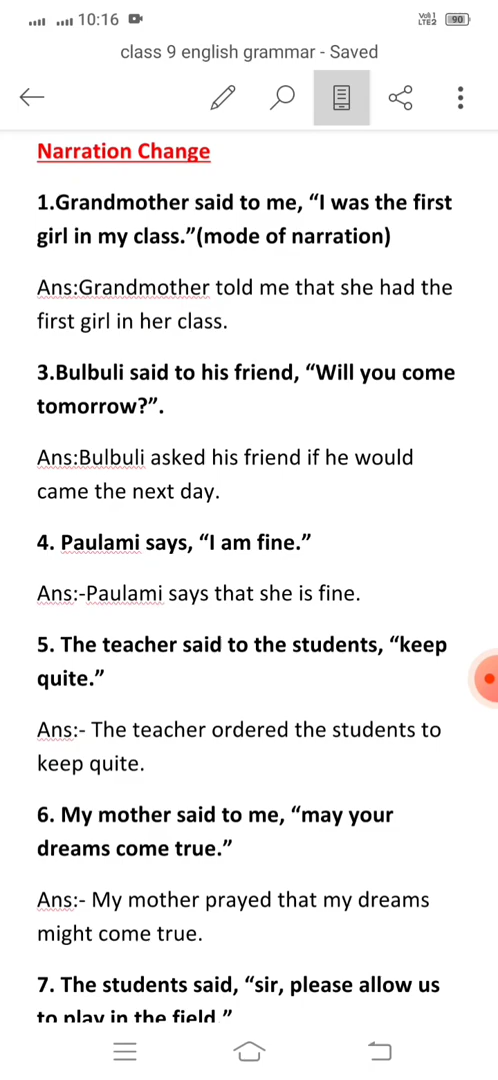 10:16
Vo) 1
LTE2
90
class 9 english grammar - Saved
Narration Change
1.Grandmother said to me, “I was the first
girl in my class.”(mode of narration)
Ans:Grandmother told me that she had the
first girl in her class.
3.Bulbuli said to his friend, “Will you come
tomorrow?”.
Ans:Bulbuli asked his friend if he would
came the next day.
4. Paulami says, “I am fine.”
Ans:-Paulami says that she is fine.
5. The teacher said to the students, “keep
quite.”
Ans:- The teacher ordered the students to
keep quite.
6. My mother said to me, “may your
dreams come true.”
Ans:- My mother prayed that my dreams
might come true.
7. The students said, “sir, please allow us
to play in the field.”